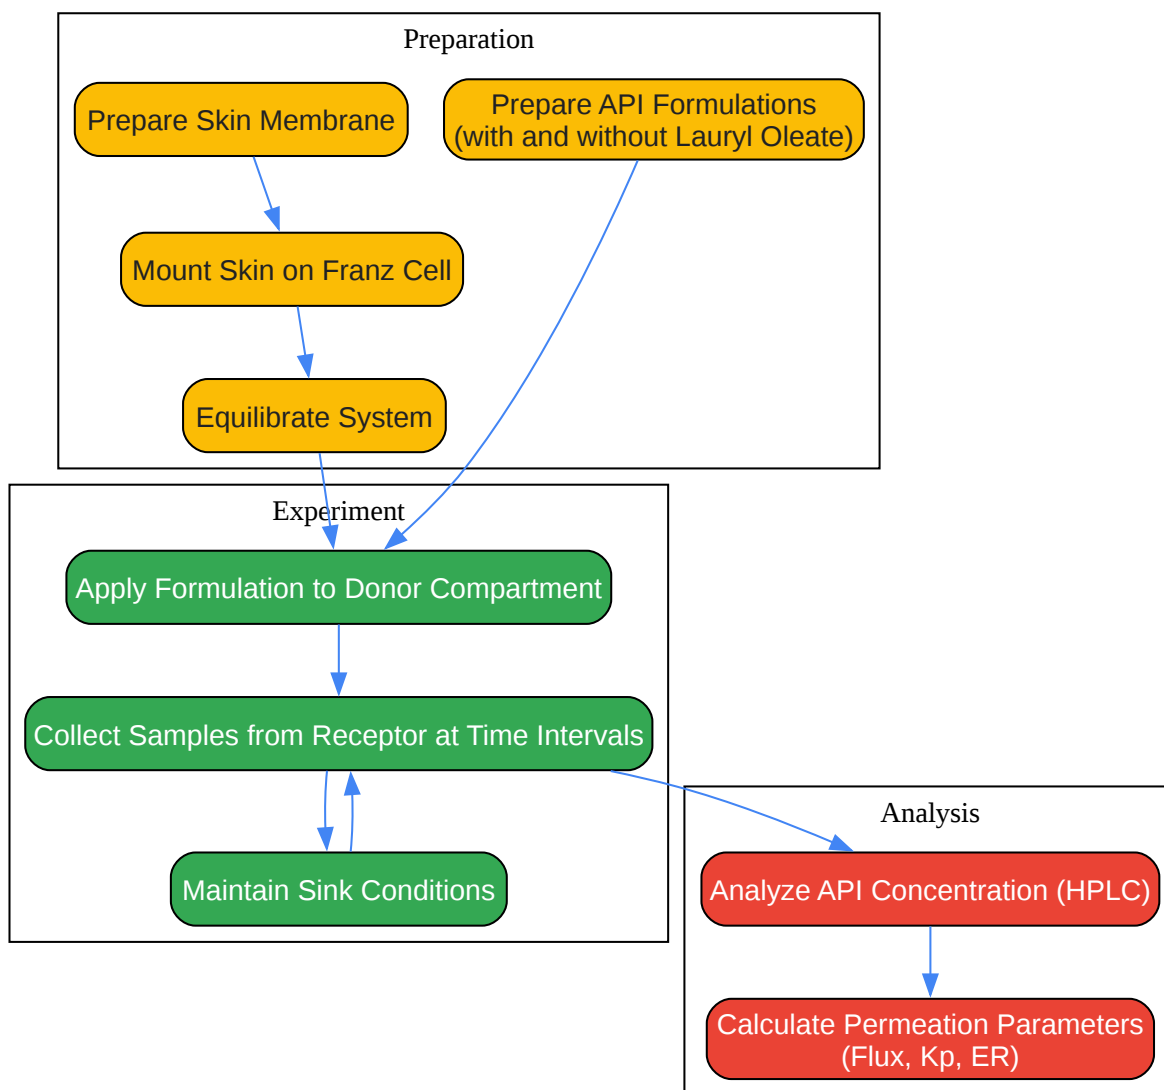 Preparation
Prepare Skin Membrane
Prepare API Formulations
(with and without Lauryl Oleate)
Mount Skin on Franz Cell
Equilibrate System
Experiment
Apply Formulation to Donor Compartment
Collect Samples from Receptor at Time Intervals
Maintain Sink Conditions
Analysis
Analyze API Concentration (HPLC)
Calculate Permeation Parameters
(Flux, Kp, ER)